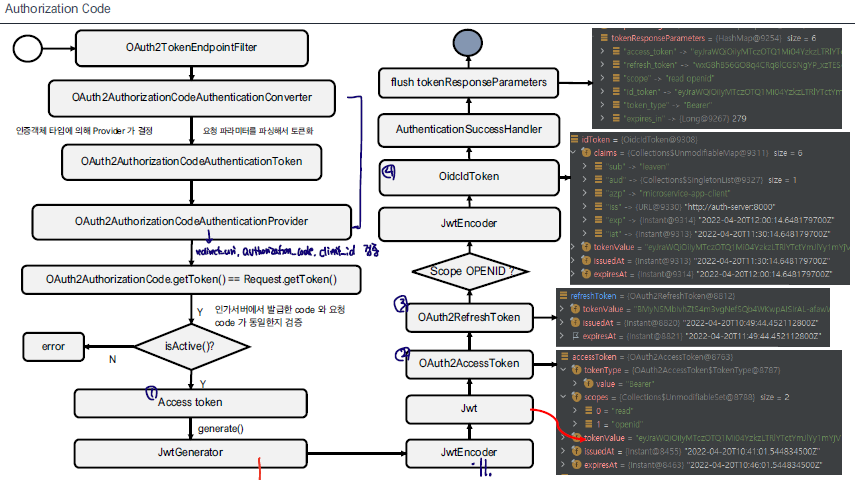 Authorization Code
OAuth2TokenEndpointFilter
OAuth2AuthorizationCodeAuthenticationConverter
인증객체 타입에 의해 Provider 가 결정
요청 파라미터를 파싱해서 토큰화
OAuth2AuthorizationCodeAuthenticationToken
OAuth2AuthorizationCodeAuthenticationProvider
redirect.uri, authorization_code, client_id 검증
OAuth2AuthorizationCode.getToken() == Request.getToken()
Y
인가서버에서 발급한 code 와 요청
code 가 동일한지 검증
error
N
isActive()?
Y
①
Access token
generate()
JwtGenerator
flush tokenResponseParameters
AuthenticationSuccessHandler
④
OidcIdToken
JwtEncoder
Scope OPENID ?
③
OAuth2RefreshToken
②
OAuth2AccessToken
Jwt
JwtEncoder
tokenResponseParameters = {HashMap@9254} size = 6
"access_token" ->
"refresh_token" ->
"scope" -> "read openid"
"id_token" ->
"token_type" -> "Bearer"
"expires_in" -> {Long@9267} 279
idToken = {OidcIdToken@9308}
claims = {Collections$UnmodifiableMap@9311} size = 6
"sub" -> "leaven"
"aud" -> {Collections$SingletonList@9327} size = 1
"azp" -> "microservice-app-client"
"iss" -> {URL@9330} "http://auth-server:8000"
"exp" -> {Instant@9314} "2022-04-20T12:00:14.648179700Z"
"iat" -> {Instant@9313} "2022-04-20T11:30:14.648179700Z"
tokenValue =
issuedAt = {Instant@9313} "2022-04-20T11:30:14.648179700Z"
expiresAt = {Instant@9314} "2022-04-20T12:00:14.648179700Z"
refreshToken = {OAuth2RefreshToken@8812}
tokenValue =
issuedAt = {Instant@8820} "2022-04-20T10:49:44.452112800Z"
expiresAt = {Instant@8821} "2022-04-20T11:49:44.452112800Z"
accessToken = {OAuth2AccessToken@8763}
tokenType = {OAuth2AccessToken$TokenType@8787}
value = "Bearer"
scopes = {Collections$UnmodifiableSet@8788} size = 2
0 = "read"
1 = "openid"
tokenValue =
issuedAt = {Instant@8455} "2022-04-20T10:41:01.544834500Z"
expiresAt = {Instant@8463} "2022-04-20T10:46:01.544834500Z"